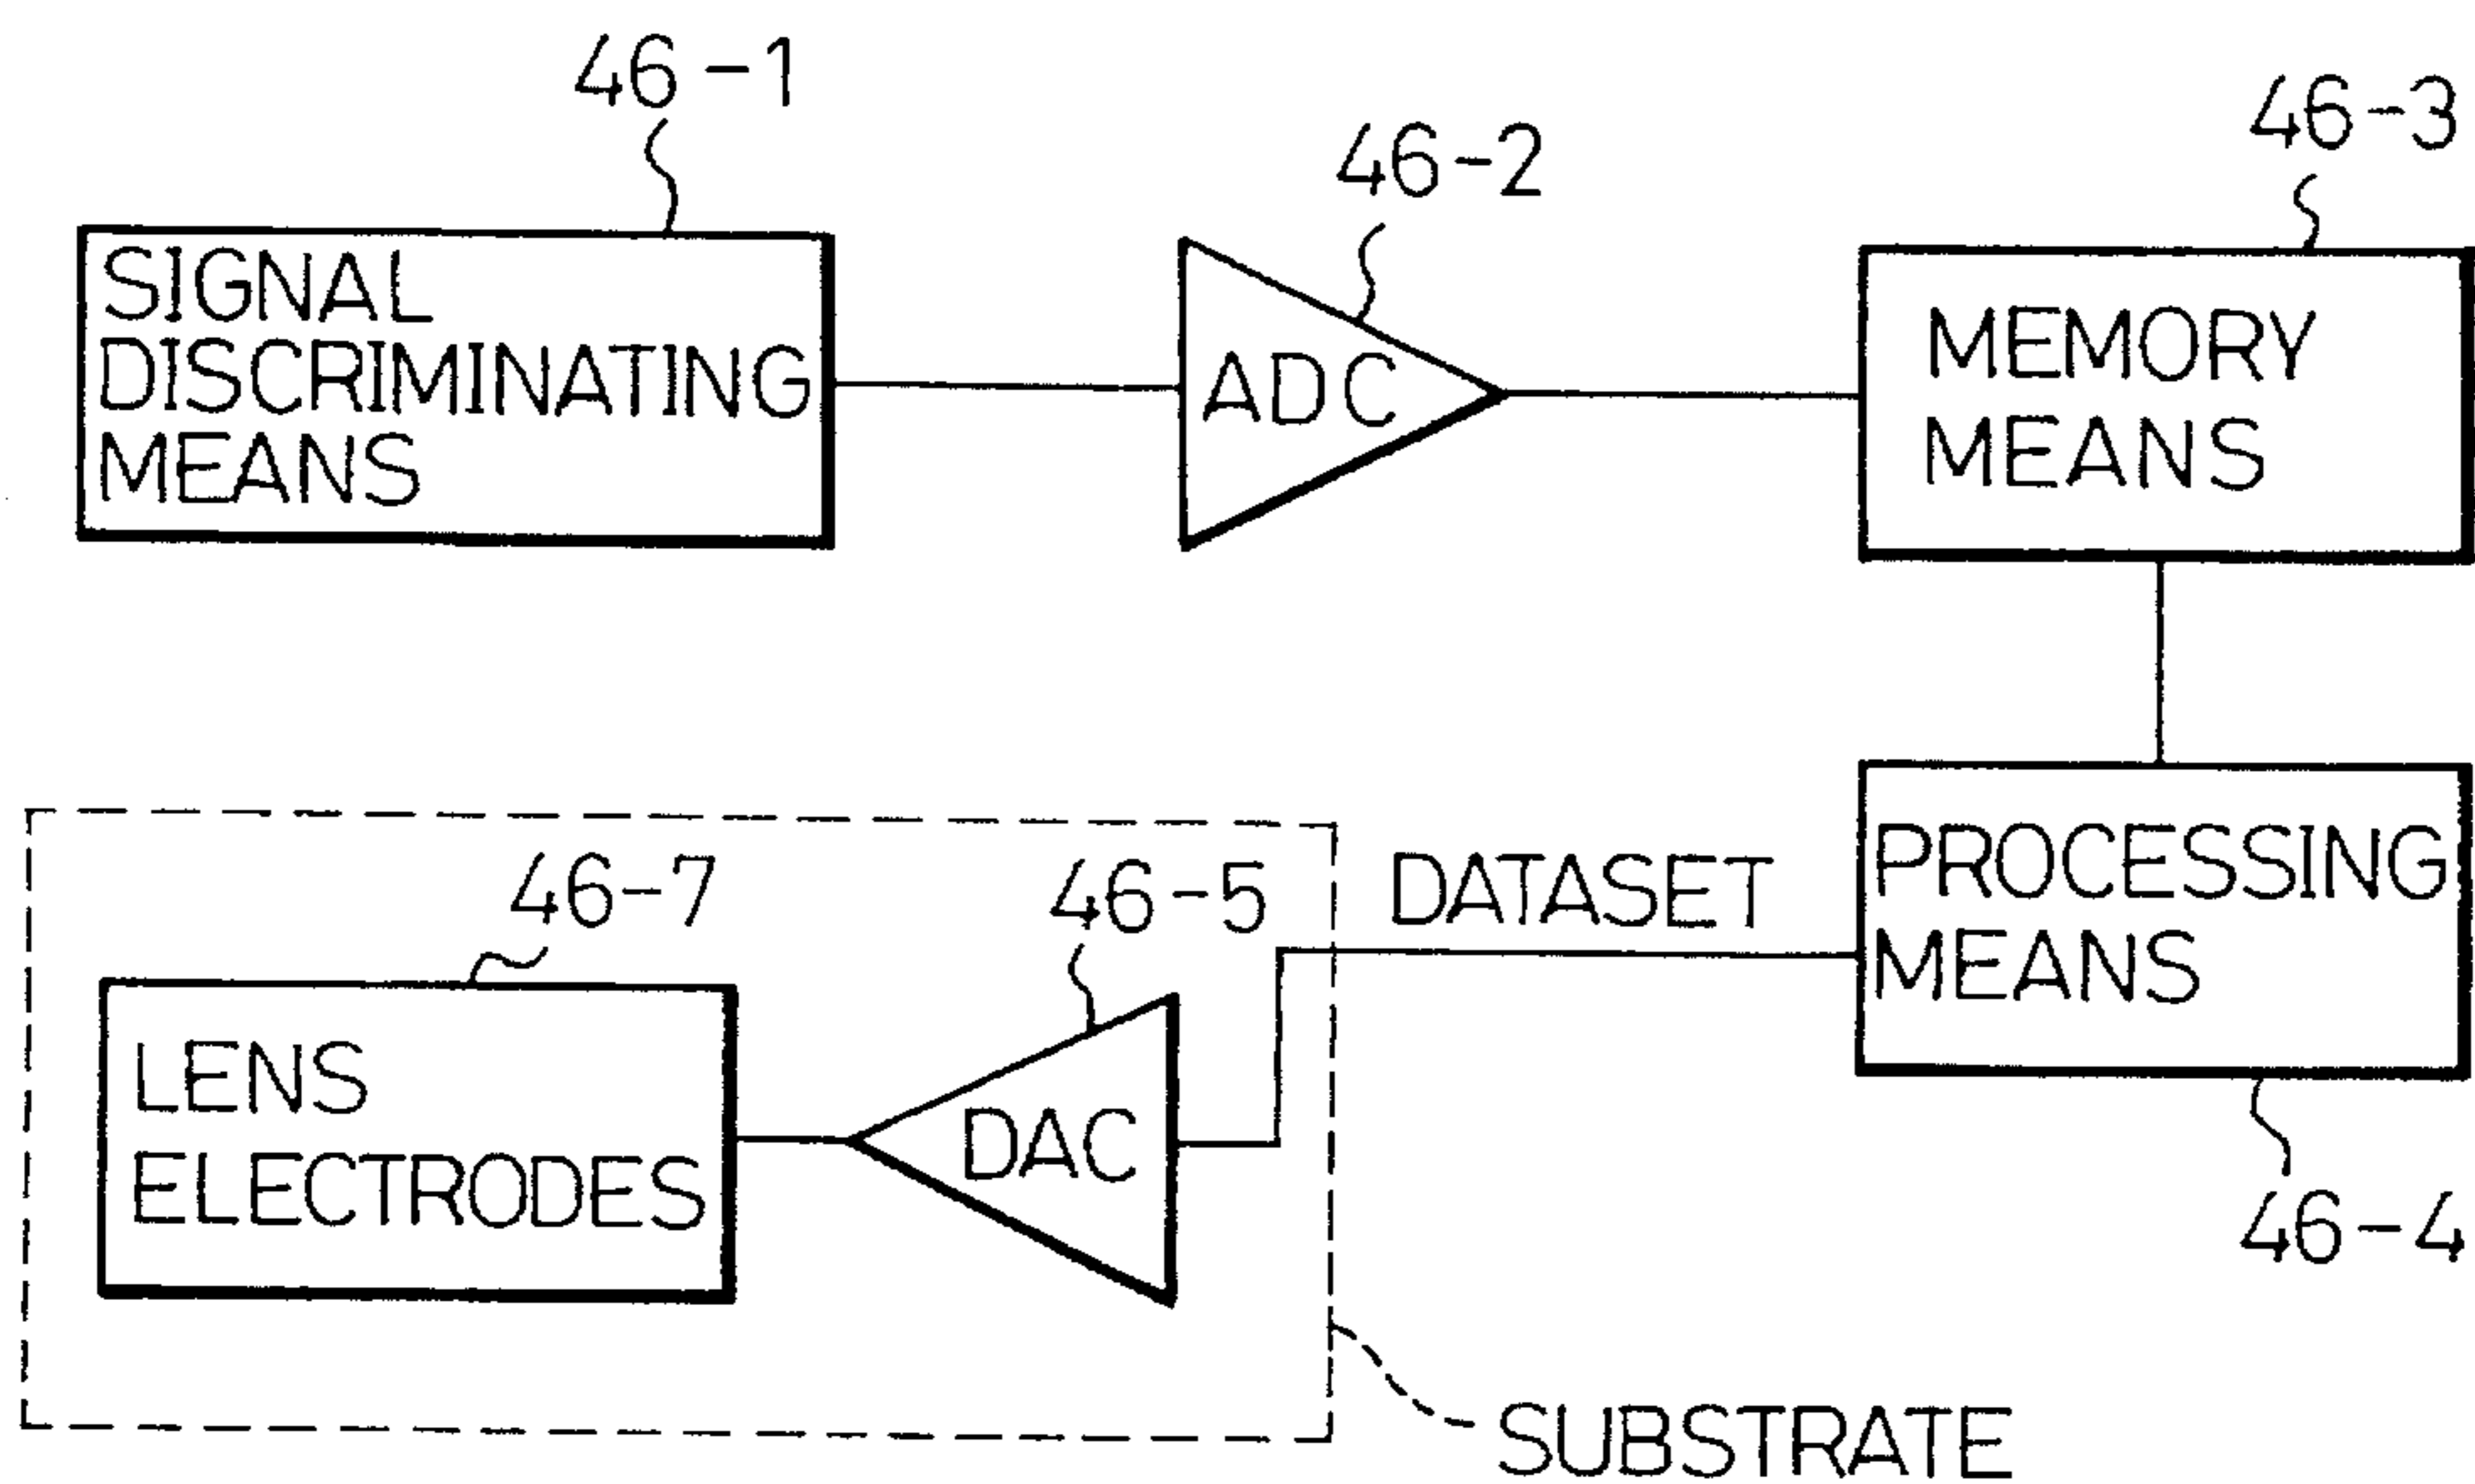 46-1
46-2
46-3
SIGNAL
DISCRIMINATING
MEANS
ADC
MEMORY
MEANS
46-7
46-5
DATASET
PROCESSING
MEANS
LENS
ELECTRODES
DAC
46-4
SUBSTRATE